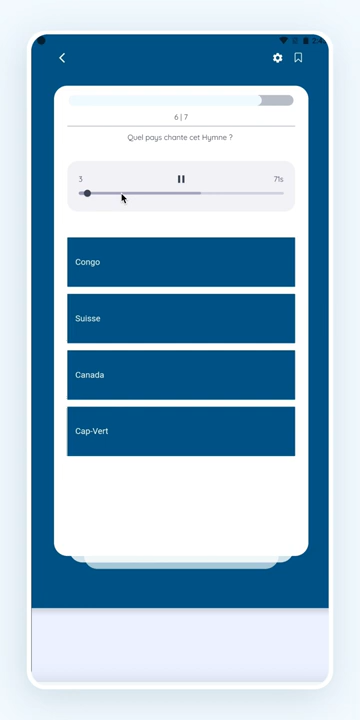 6 | 7
Quel pays chante cet Hymne ?
3
71s
Congo
Suisse
Canada
Cap-Vert